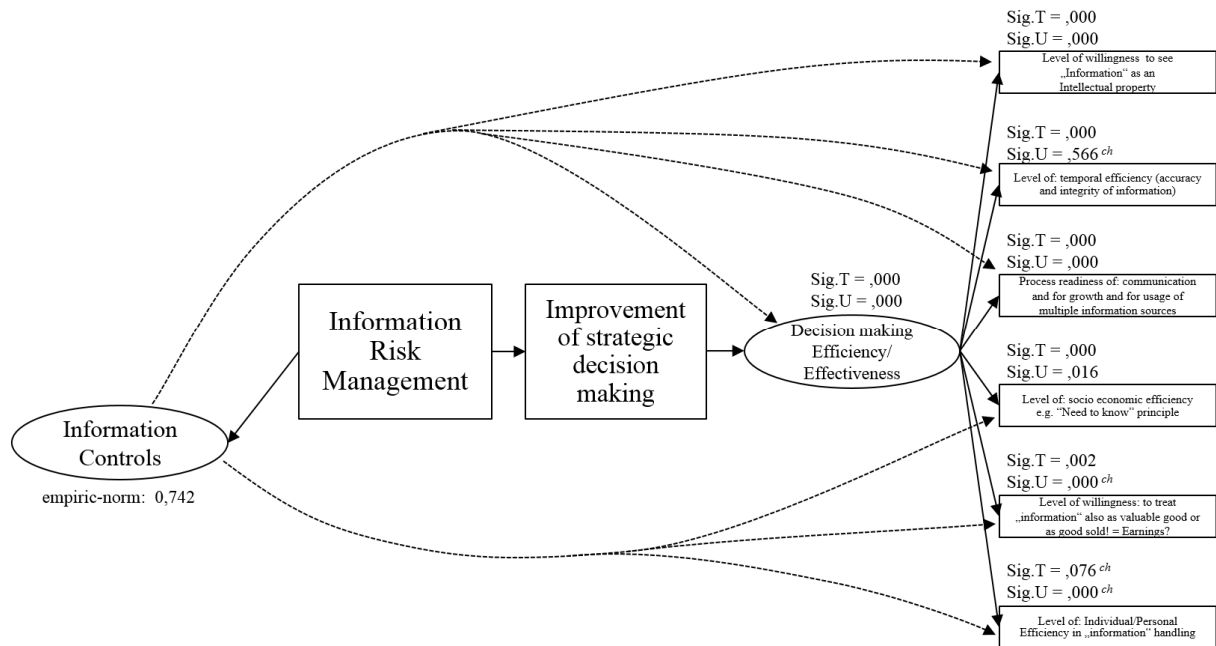 Sig.T = ,000
Sig.U = ,000
Level of willingness to see
„Information“ as an
Intellectual property
Sig.T = ,000
Sig.U = ,566 ch
Level of: temporal efficiency (accuracy
and integrity of information)
Sig.T = ,000
Sig.U = ,000
Process readiness of: communication
and for growth and for usage of
multiple information sources
Sig.T = ,000
Sig.U = ,000
Decision making
Efficiency/
Effectiveness
Information
Risk
Management
Improvement
of strategic
decision
making
Sig.T = ,000
Sig.U = ,016
Level of: socio economic efficiency
e.g. “Need to know” principle
Information
Controls
empiric-norm: 0,742
Sig.T = ,002
Sig.U = ,000 ch
Level of willingness: to treat
„information“ also as valuable good or
as good sold! = Earnings?
Sig.T = ,076 ch
Sig.U = ,000 ch
Level of: Individual/Personal
Efficiency in „information“ handling